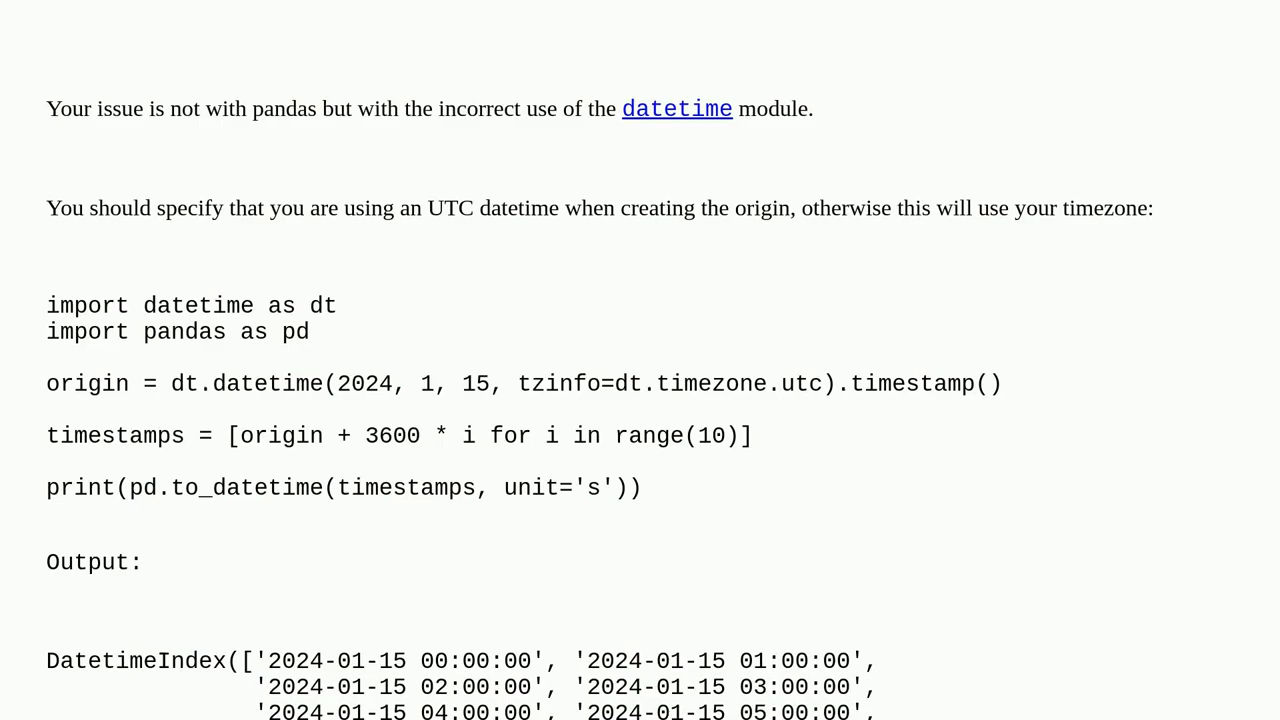 Your issue is not with pandas but with the incorrect use of the datetime module.
You should specify that you are using an UTC datetime when creating the origin, otherwise this will use your timezone:
import datetime as dt
import pandas as pd
origin = dt.datetime(2024, 1, 15, tzinfo=dt.timezone.utc).timestamp()
timestamps = [origin + 3600 * i for i in range(10)]
print(pd.to_datetime(timestamps, unit='s'))
Output:
DatetimeIndex(['2024-01-15 00:00:00', '2024-01-15 01:00:00',
'2024-01-15 02:00:00', '2024-01-15 03:00:00',
'2024-01-15 04:00:00', '2024-01-15 05:00:00',